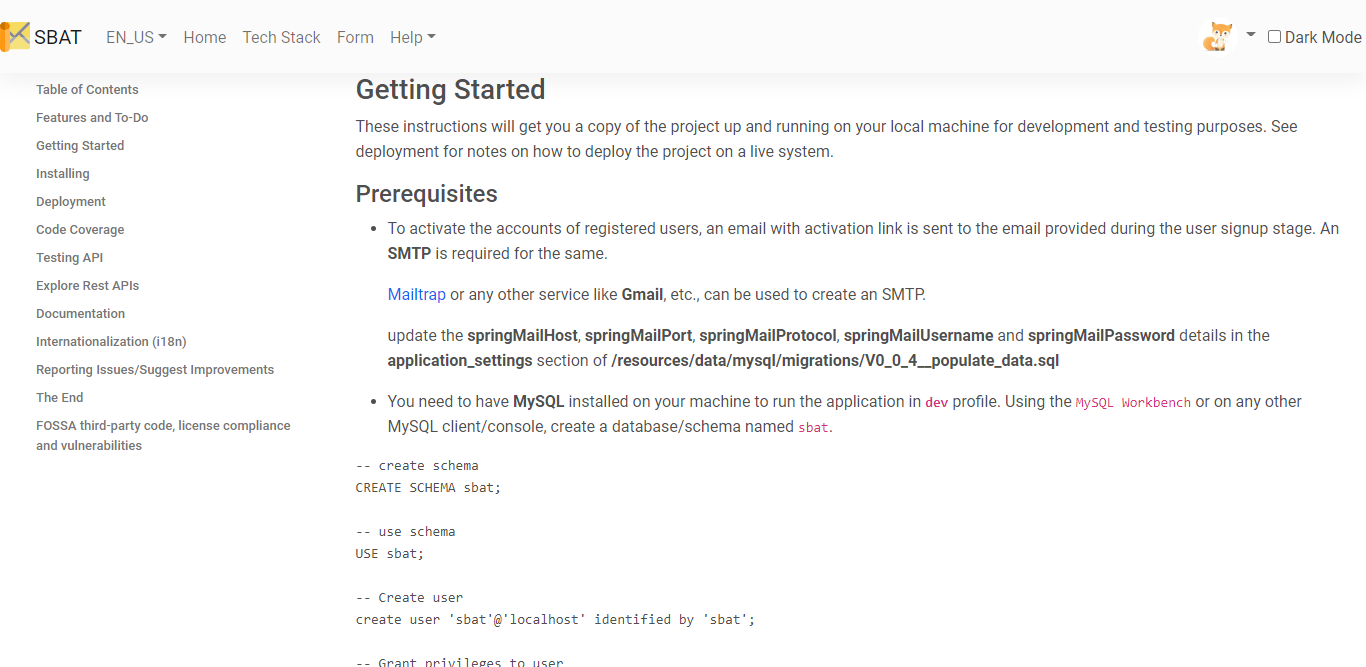 SBAT EN_US Home Tech Stack Form Help Dark Mode
Table of Contents
Features and To-Do
Getting Started
Installing
Deployment
Code Coverage
Testing API
Explore Rest APIs
Documentation
Internationalization (i18n)
Reporting Issues/Suggest Improvements
The End
FOSSA third-party code, license compliance
and vulnerabilities
Getting Started
These instructions will get you a copy of the project up and running on your local machine for development and testing purposes. See
deployment for notes on how to deploy the project on a live system.
Prerequisites
• To activate the accounts of registered users, an email with activation link is sent to the email provided during the user signup stage. An
SMTP is required for the same.
Mailtrap or any other service like Gmail, etc., can be used to create an SMTP.
update the springMailHost, springMailPort, springMailProtocol, springMailUsername and springMailPassword details in the
application_settings section of /resources/data/mysql/migrations/V0_0_4__populate_data.sql
• You need to have MySQL installed on your machine to run the application in dev profile. Using the MySQL Workbench or on any other
MySQL client/console, create a database/schema named sbat.
-- create schema
CREATE SCHEMA sbat;
-- use schema
USE sbat;
-- Create user
create user 'sbat'@'localhost' identified by 'sbat';
-- Grant privileges to user